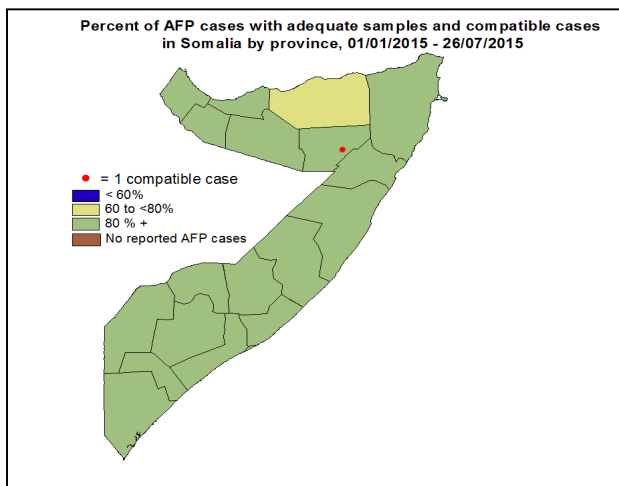 Percent of AFP cases with adequate samples and compatible cases
in Somalia by province, 01/01/2015 - 26/07/2015
= 1 compatible case
< 60%
60 to <80%
80 % +
No reported AFP cases